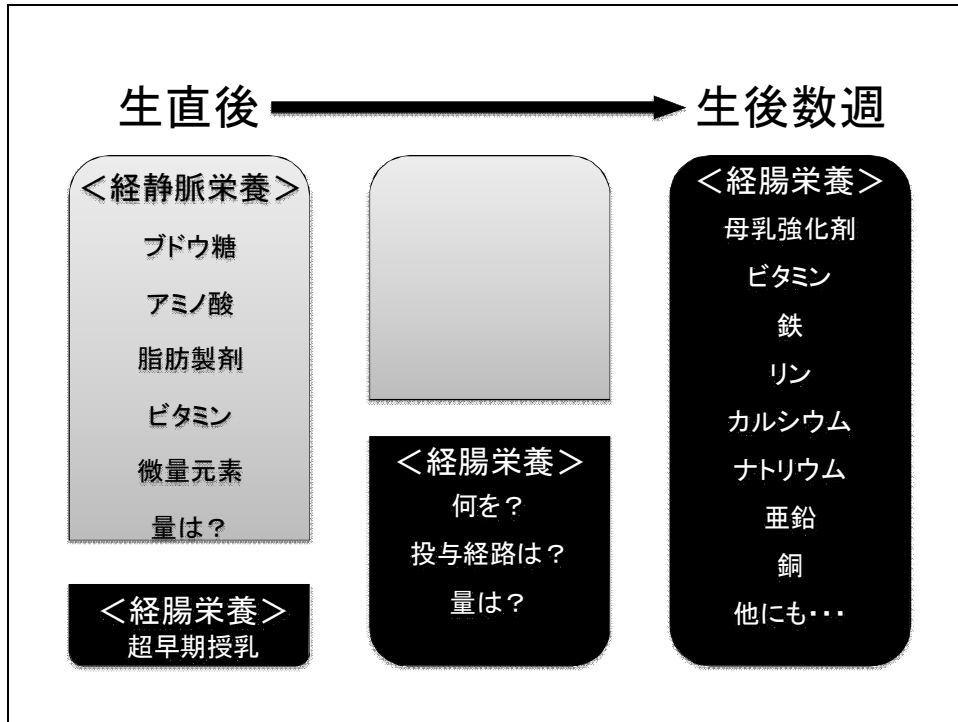 生直後
生後数週
＜経静脈栄養＞
ブドウ糖
アミノ酸
脂肪製剤
ビタミン
微量元素
量は？
＜経腸栄養＞
超早期授乳
＜経腸栄養＞
何を？
投与経路は？
量は？
＜経腸栄養＞
母乳強化剤
ビタミン
鉄
リン
カルシウム
ナトリウム
亜鉛
銅
他にも・・・